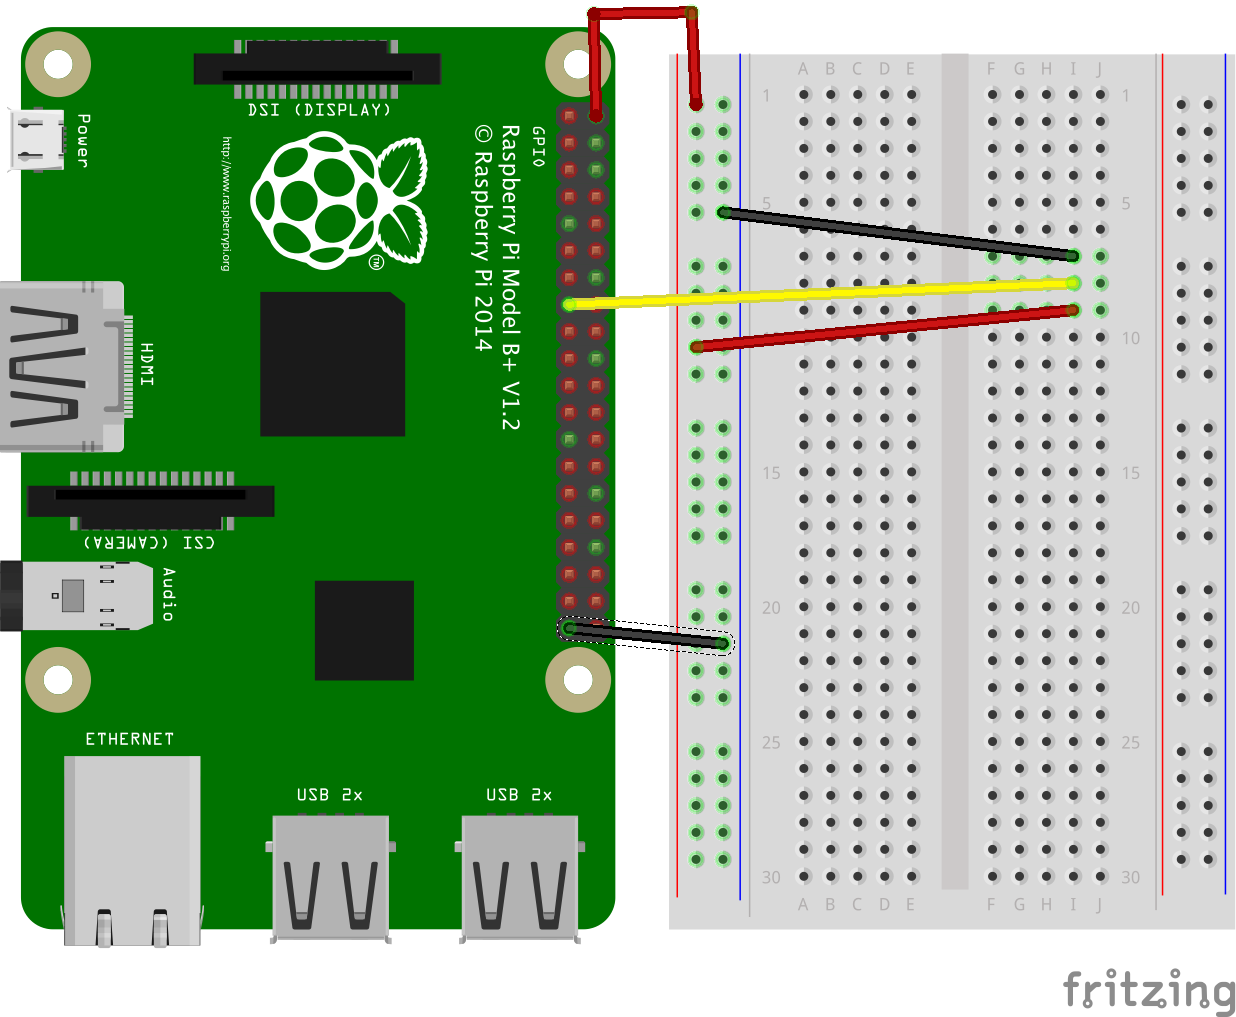 DSI (DISPLAY)
Power
http://www.raspberrypi.org
TM
GPIO
Raspberry Pi Model B+ V1.2
© Raspberry Pi 2014
HDMI
CSI (CAMERA)
Audio
ETHERNET
USB 2x
USB 2x
A B C D E F G H I J
1 1
5 5
10
15 15
20 20
25 25
30 30
A B C D E F G H I J
fritzing